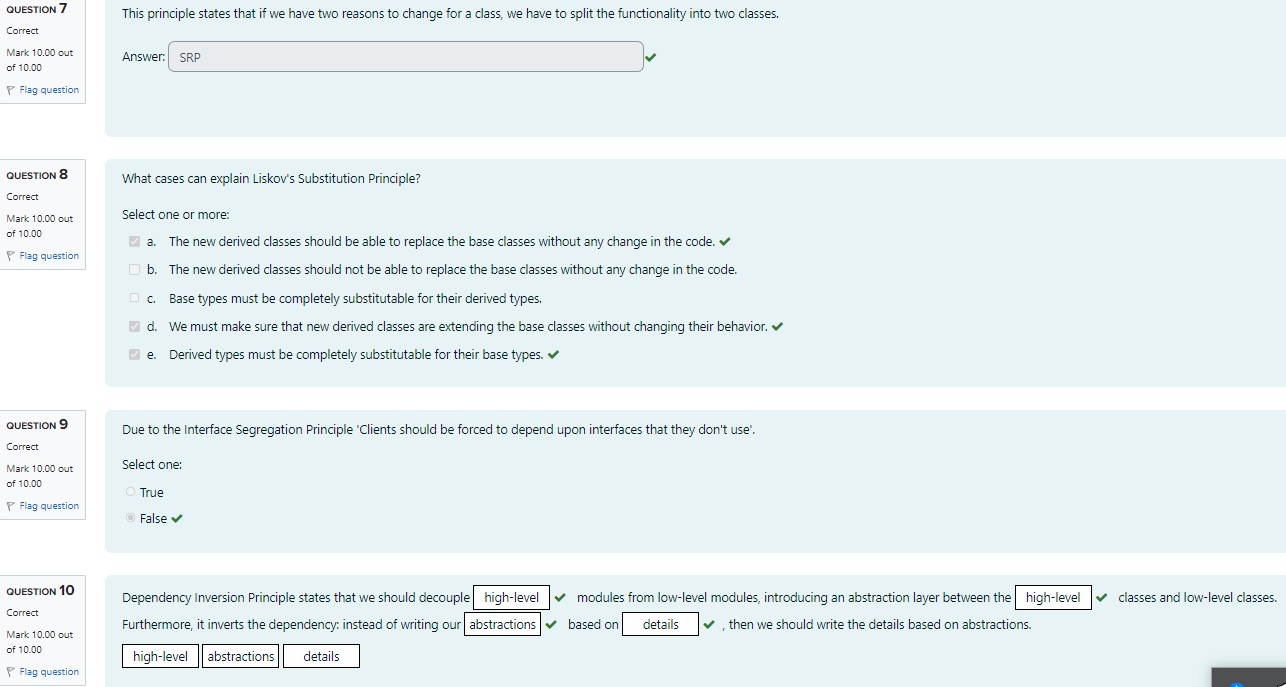 QUESTION 7
Correct
Mark 10.00 out
of 10.00
Flag question
This principle states that if we have two reasons to change for a class, we have to split the functionality into two classes.
Answer: SRP
QUESTION 8
Correct
Mark 10.00 out
of 10.00
Flag question
What cases can explain Liskov's Substitution Principle?
Select one or more:
a. The new derived classes should be able to replace the base classes without any change in the code.
b. The new derived classes should not be able to replace the base classes without any change in the code.
c. Base types must be completely substitutable for their derived types.
d. We must make sure that new derived classes are extending the base classes without changing their behavior.
e. Derived types must be completely substitutable for their base types.
QUESTION 9
Correct
Mark 10.00 out
of 10.00
Flag question
Due to the Interface Segregation Principle 'Clients should be forced to depend upon interfaces that they don't use'.
Select one:
True
False
QUESTION 10
Correct
Mark 10.00 out
of 10.00
Flag question
Dependency Inversion Principle states that we should decouple high-level modules from low-level modules, introducing an abstraction layer between the high-level classes and low-level classes.
Furthermore, it inverts the dependency: instead of writing our abstractions based on details , then we should write the details based on abstractions.
high-level abstractions details